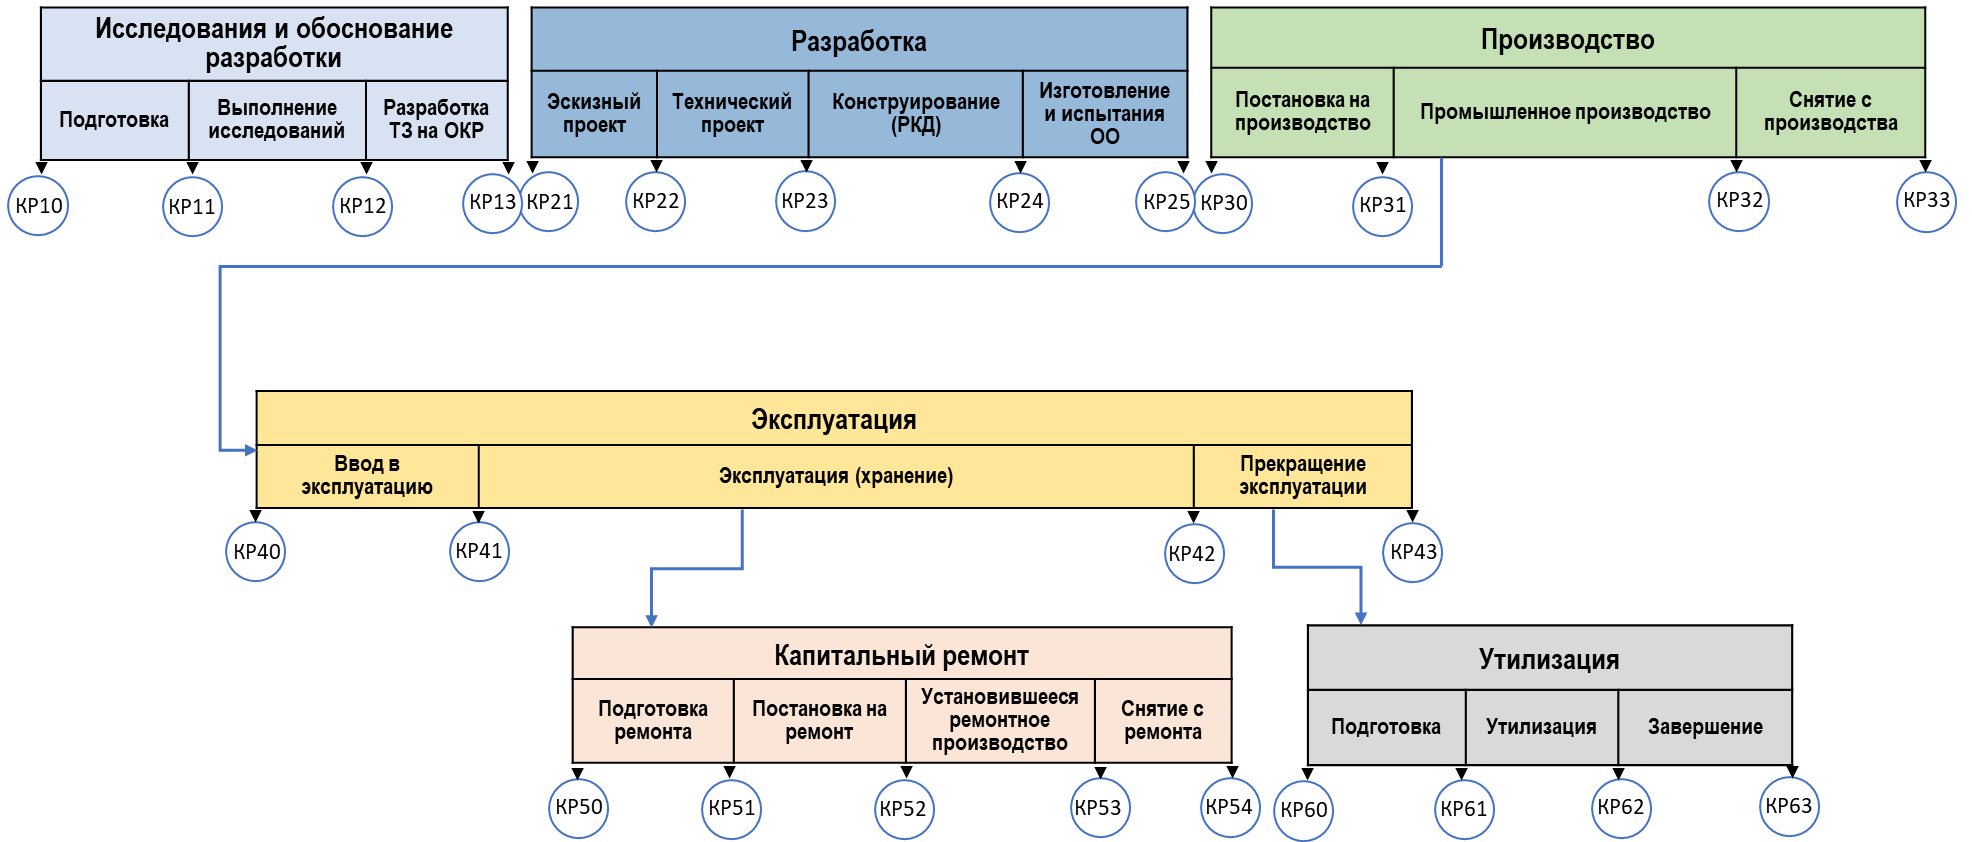 Исследования и обоснование
разработки
Подготовка
Выполнение
исследований
Разработка
ТЗ на ОКР
Разработка
Эскизный
проект
Технический
проект
Конструирование
(РКД)
Изготовление
и испытания
ОО
Производство
Постановка на
производство
Промышленное производство
Снятие с
производства
КР10
КР11
КР12
КР13
КР21
КР22
КР23
КР24
КР25
КР30
КР31
КР32
КР33
Эксплуатация
Ввод в
эксплуатацию
Эксплуатация (хранение)
Прекращение
эксплуатации
КР40
КР41
КР42
КР43
Капитальный ремонт
Подготовка
ремонта
Постановка на
ремонт
Установившееся
ремонтное
производство
Снятие с
ремонта
Утилизация
Подготовка
Утилизация
Завершение
КР50
КР51
КР52
КР53
КР54
КР60
КР61
КР62
КР63